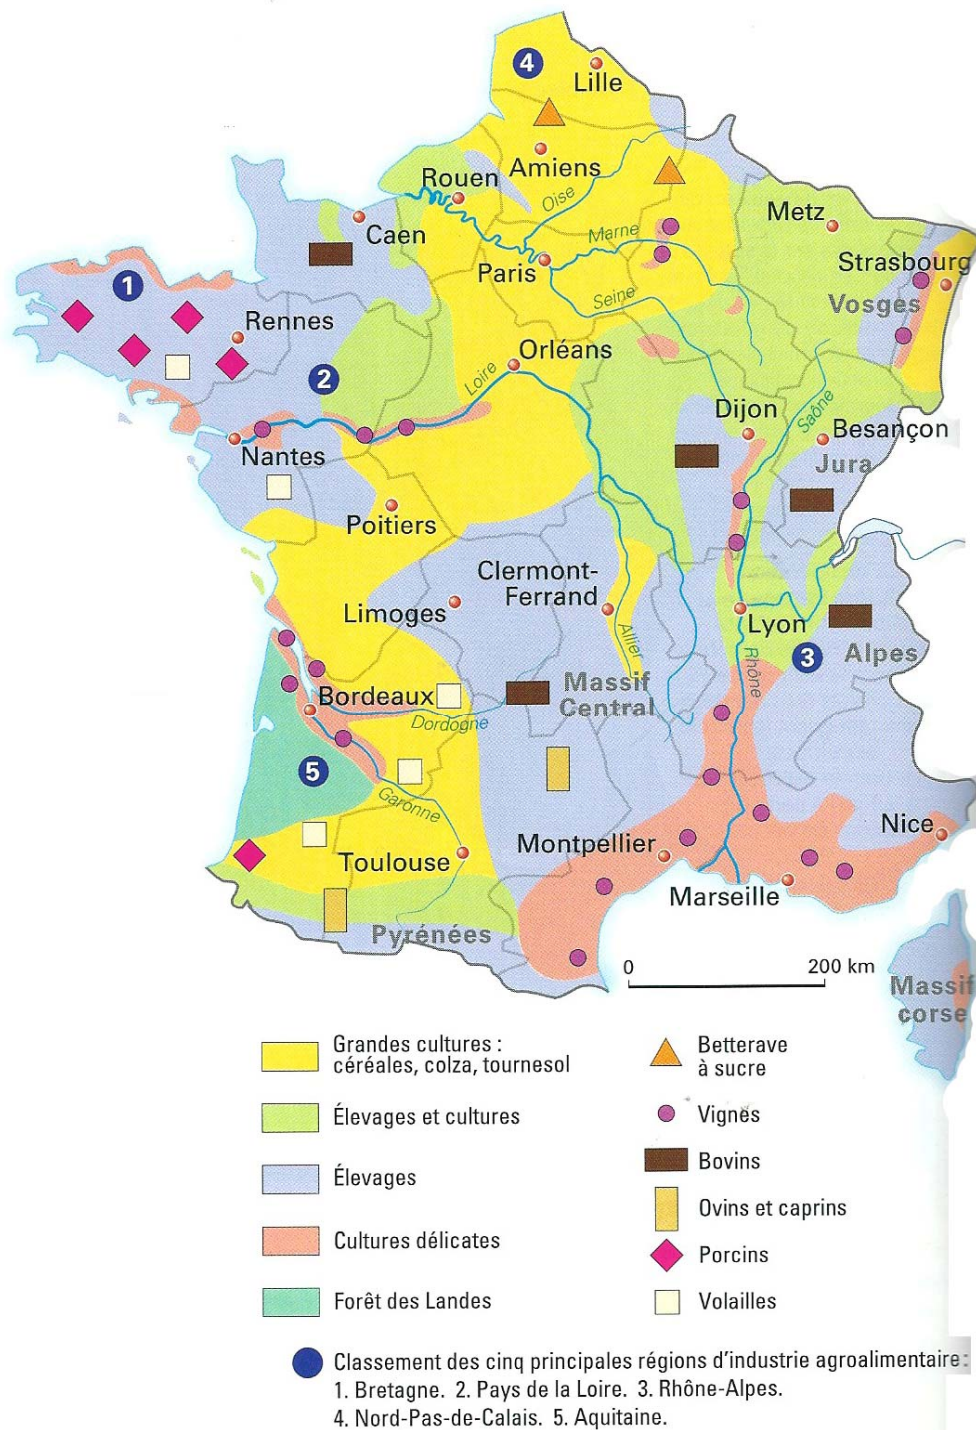 4
Lille
Amiens
Oise
Rouen
Caen
Metz
Marne
Paris
Seine
Strasbourg
Vosges
1
Rennes
2
Orléans
Loire
Dijon
Saône
Besançon
Jura
Nantes
Poitiers
Clermont-
Ferrand
Limoges
Allier
Lyon
3
Alpes
Rhône
Massif
Central
Bordeaux
Dordogne
5
Garonne
Nice
Montpellier
Toulouse
Marseille
Pyrénées
0 200 km
Massif
corse
Grandes cultures :
céréales, colza, tournesol
Élevages et cultures
Élevages
Cultures délicates
Forêt des Landes
Betterave
à sucre
Vignes
Bovins
Ovins et caprins
Porcins
Volailles
Classement des cinq principales régions d'industrie agroalimentaire :
1. Bretagne. 2. Pays de la Loire. 3. Rhône-Alpes.
4. Nord-Pas-de-Calais. 5. Aquitaine.